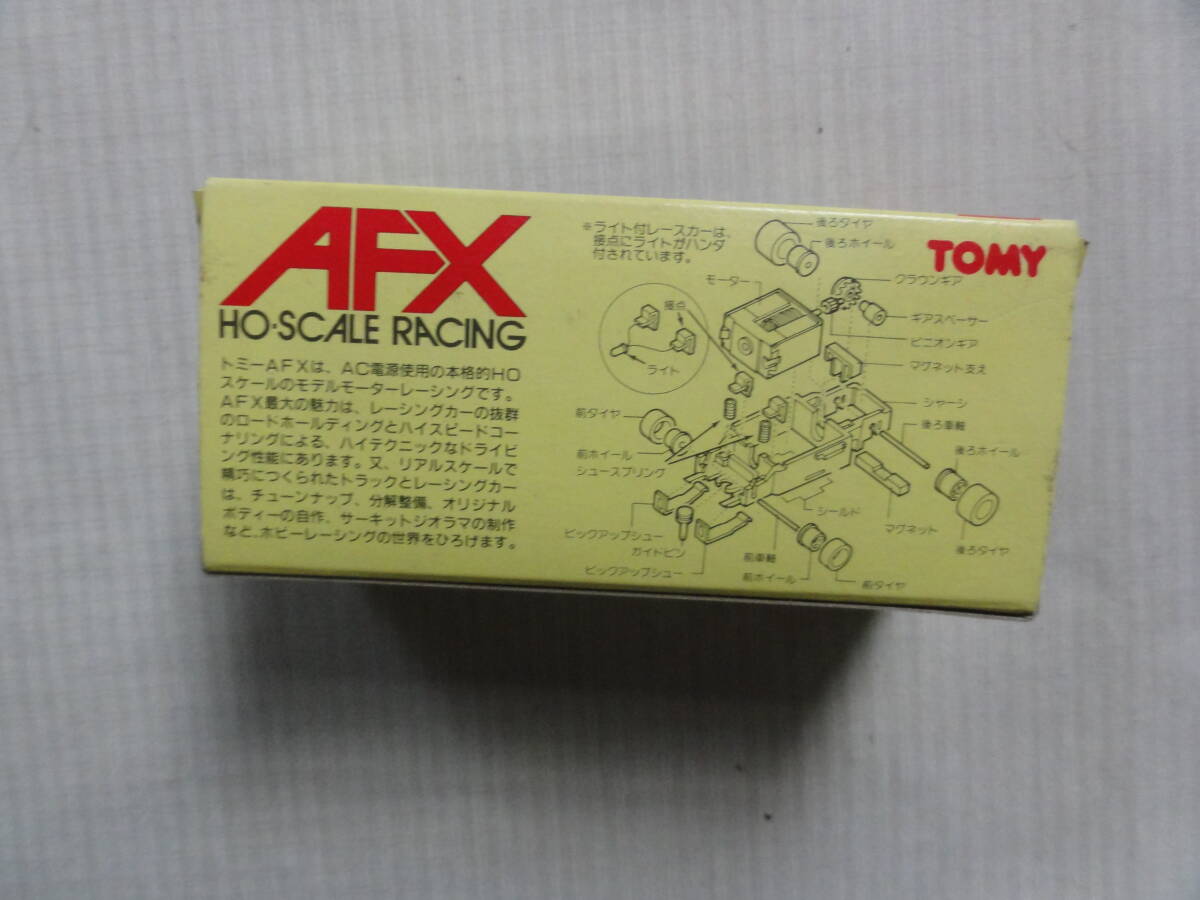 AFX
HO·SCALE RACING
トミーAFXは、AC電源使用の本格的HO
スケールのモデルモーターレーシングです。
AFX最大の魅力は、レーシングカーの抜群
のロードホールディングとハイスピードコー
ナリングによる、ハイテクニックなドライビ
ング性能にあります。又、リアルスケールで
精巧につくられたトラックとレーシングカー
は、チューンナップ、分解整備、オリジナル
ボディーの自作、サーキットジオラマの制作
など、ホビーレーシングの世界をひろげます。
※ライト付レースカーは、
接点にライトがハンダ
付されています。
TOMY
後ろタイヤ
後ろホイール
モーター
クラウンギア
ギアスペーサー
ピニオンギア
マグネット支え
接点
ライト
シャーシ
後ろ車軸
後ろホイール
前タイヤ
前ホイール
シュースプリング
シールド
マグネット
後ろタイヤ
ピックアップシュー
ガイドピン
ピックアップシュー
前車軸
前ホイール
前タイヤ